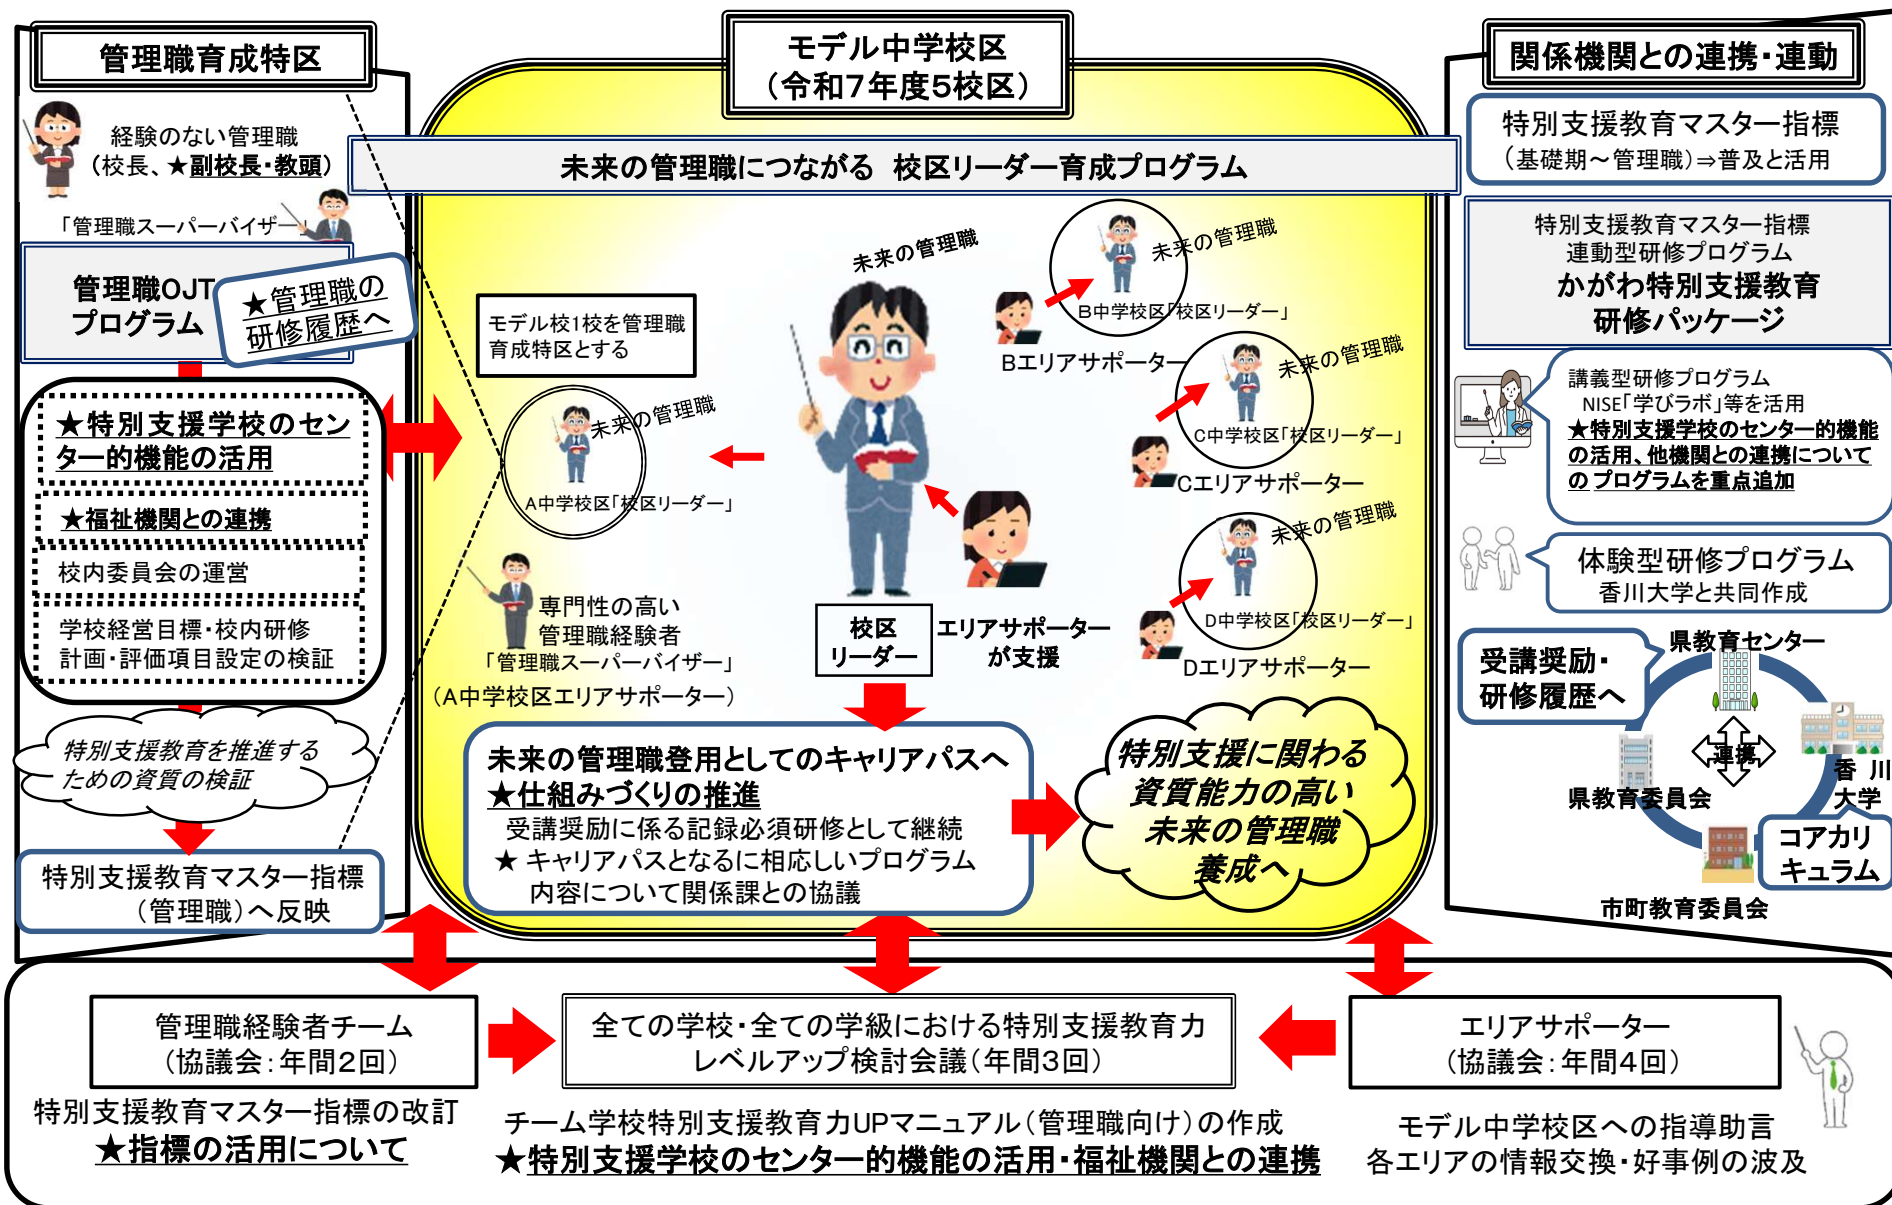 管理職育成特区
経験のない管理職
(校長、★副校長・教頭)
「管理職スーパーバイザー」
管理職OJT
プログラム
★管理職の
研修履歴へ
★特別支援学校のセン
ター的機能の活用
★福祉機関との連携
校内委員会の運営
学校経営目標・校内研修
計画・評価項目設定の検証
特別支援教育を推進する
ための資質の検証
特別支援教育マスター指標
(管理職)へ反映
モデル中学校区
(令和7年度5校区)
未来の管理職につながる 校区リーダー育成プログラム
モデル校1校を管理職
育成特区とする
未来の管理職
A中学校区「校区リーダー」
専門性の高い
管理職経験者
「管理職スーパーバイザー」
(A中学校区エリアサポーター)
未来の管理職
校区
リーダー
エリアサポーター
が支援
未来の管理職
B中学校区「校区リーダー」
Bエリアサポーター
未来の管理職
C中学校区「校区リーダー」
Cエリアサポーター
未来の管理職
D中学校区「校区リーダー」
Dエリアサポーター
未来の管理職登用としてのキャリアパスへ
★仕組みづくりの推進
受講奨励に係る記録必須研修として継続
★ キャリアパスとなるに相応しいプログラム
内容について関係課との協議
特別支援に関わる
資質能力の高い
未来の管理職
養成へ
関係機関との連携・連動
特別支援教育マスター指標
(基礎期～管理職)⇒普及と活用
特別支援教育マスター指標
連動型研修プログラム
かがわ特別支援教育
研修パッケージ
講義型研修プログラム
NISE「学びラボ」等を活用
★特別支援学校のセンター的機能
の活用、他機関との連携について
の プログラムを重点追加
体験型研修プログラム
香川大学と共同作成
受講奨励・
研修履歴へ
県教育センター
連携
県教育委員会
香 川
大学
コアカリ
キュラム
市町教育委員会
管理職経験者チーム
(協議会:年間2回)
特別支援教育マスター指標の改訂
★指標の活用について
全ての学校・全ての学級における特別支援教育力
レベルアップ検討会議(年間3回)
チーム学校特別支援教育力UPマニュアル(管理職向け)の作成
★特別支援学校のセンター的機能の活用・福祉機関との連携
エリアサポーター
(協議会:年間4回)
モデル中学校区への指導助言
各エリアの情報交換・好事例の波及